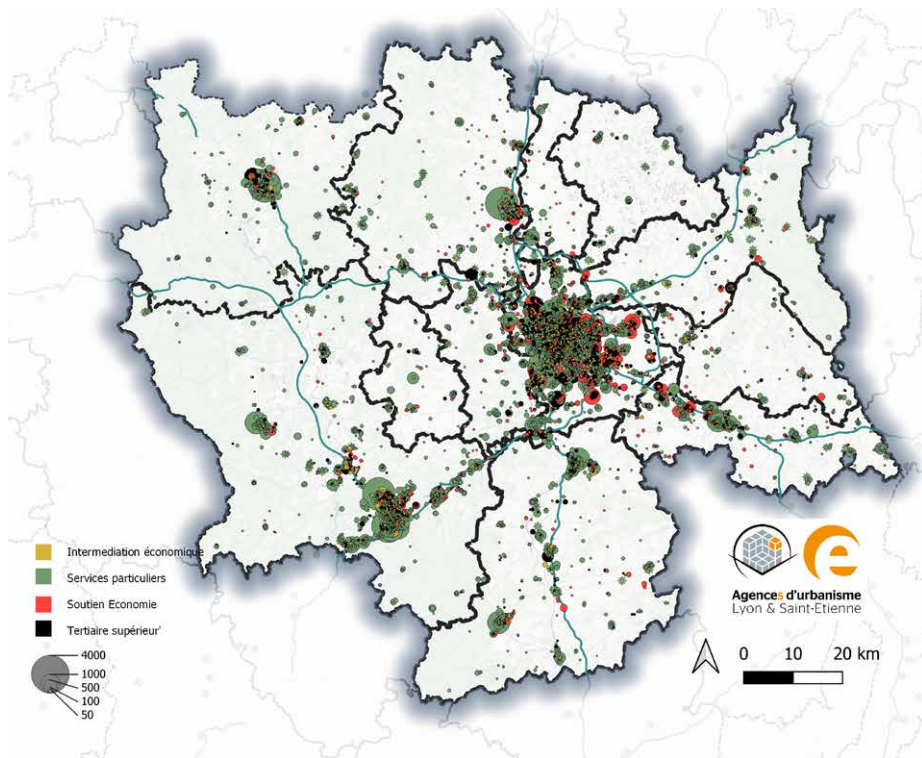 Intermediation économique
Services particuliers
Soutien Economie
Tertiaire supérieur'
4000
1000
500
100
50
e
Agences d'urbanisme
Lyon & Saint-Etienne
0 10 20 km